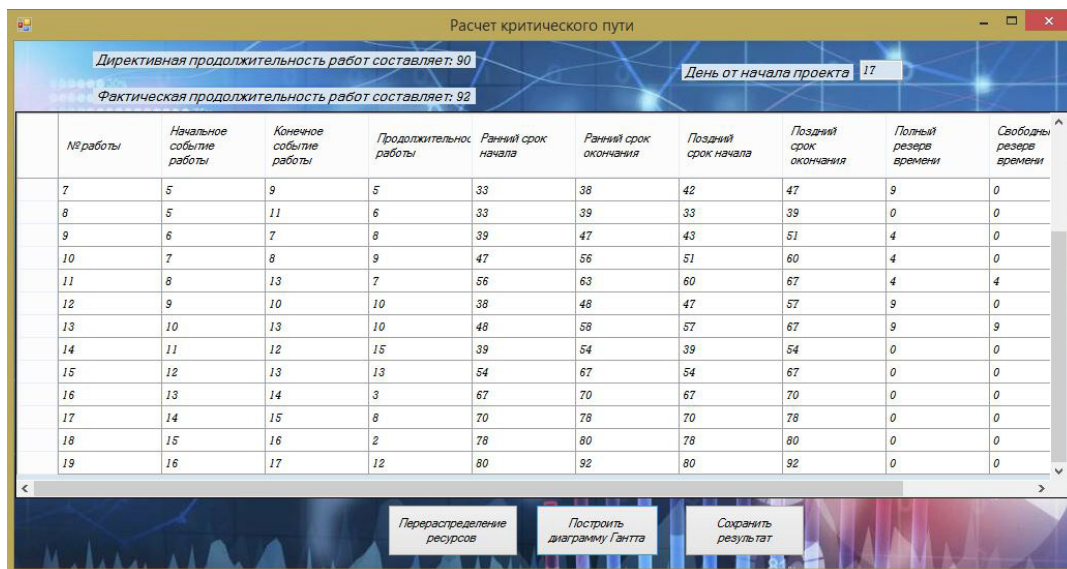 Расчет критического пути
Директивная продолжительность работ составляет: 90
День от начала проекта 17
Фактическая продолжительность работ составляет: 92
№ работы Начальное событие работы Конечное событие работы Продолжительнос работы Ранний срок начала Ранний срок окончания Поздний срок начала Поздний срок окончания Полный резерв времени Свободны резерв времени
7 5 9 5 33 38 42 47 9 0
8 5 11 6 33 39 33 39 0 0
9 6 7 8 39 47 43 51 4 0
10 7 8 9 47 56 51 60 4 0
11 8 13 7 56 63 60 67 4 4
12 9 10 10 38 48 47 57 9 0
13 10 13 10 48 58 57 67 9 9
14 11 12 15 39 54 39 54 0 0
15 12 13 13 54 67 54 67 0 0
16 13 14 3 67 70 67 70 0 0
17 14 15 8 70 78 70 78 0 0
18 15 16 2 78 80 78 80 0 0
19 16 17 12 80 92 80 92 0 0
Перераспределение ресурсов
Построить диаграмму Гантта
Сохранить результат